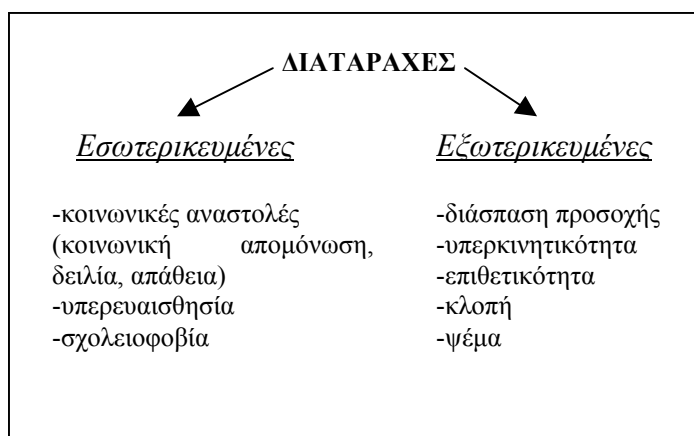 ΔΙΑΤΑΡΑΧΕΣ
Εσωτερικευμένες
-κοινωνικές αναστολές
(κοινωνική απομόνωση,
δειλία, απάθεια)
-υπερευαισθησία
-σχολειοφοβία
Εξωτερικευμένες
-διάσπαση προσοχής
-υπερκινητικότητα
-επιθετικότητα
-κλοπή
-ψέμα